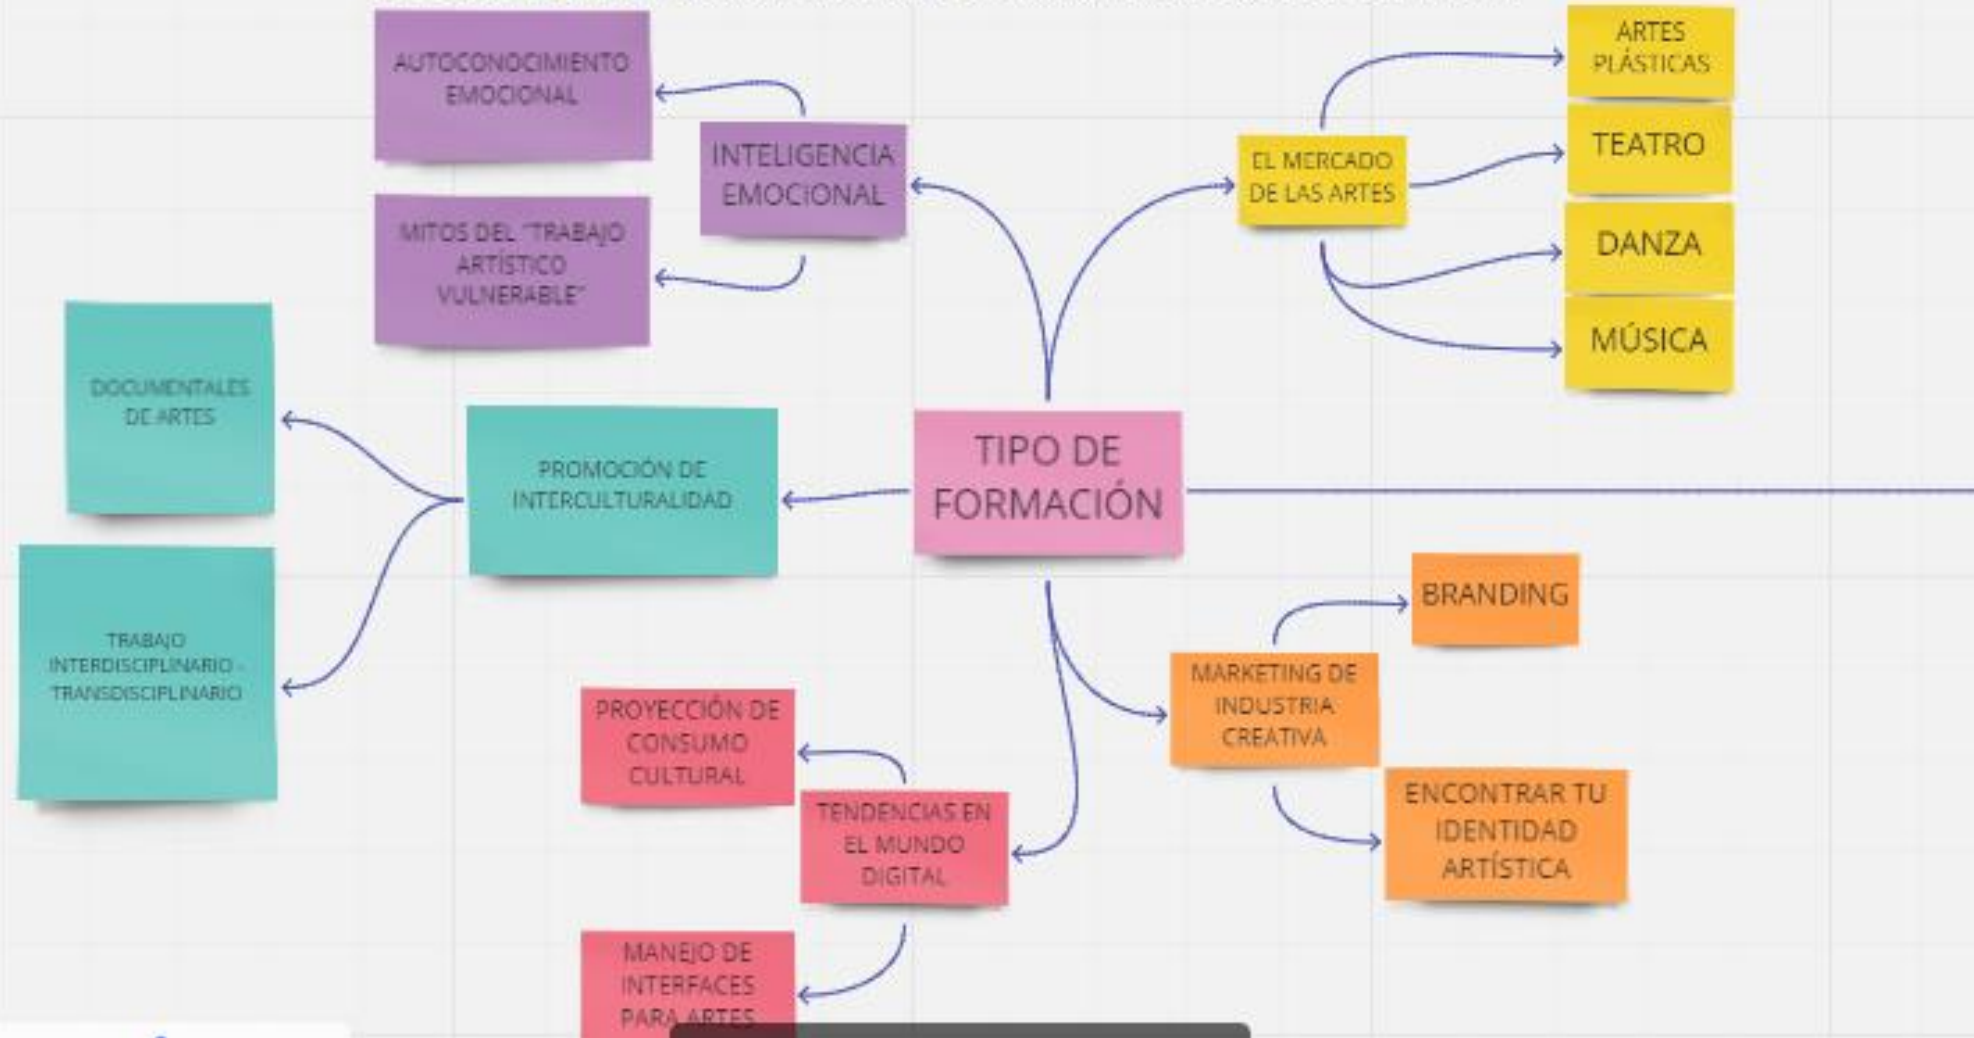 AUTOCONOCIMIENTO
EMOCIONAL
INTELIGENCIA
EMOCIONAL
MITOS DEL "TRABAJO
ARTÍSTICO
VULNERABLE"
ARTES
PLÁSTICAS
TEATRO
EL MERCADO
DE LAS ARTES
DANZA
MÚSICA
DOCUMENTALES
DE ARTES
PROMOCIÓN DE
INTERCULTURALIDAD
TIPO DE
FORMACIÓN
TRABAJO
INTERDISCIPLINARIO -
TRANSDISCIPLINARIO
BRANDING
MARKETING DE
INDUSTRIA
CREATIVA
PROYECCIÓN DE
CONSUMO
CULTURAL
TENDENCIAS EN
EL MUNDO
DIGITAL
ENCONTRAR TU
IDENTIDAD
ARTÍSTICA
MANEJO DE
INTERFACES
PARA ARTES